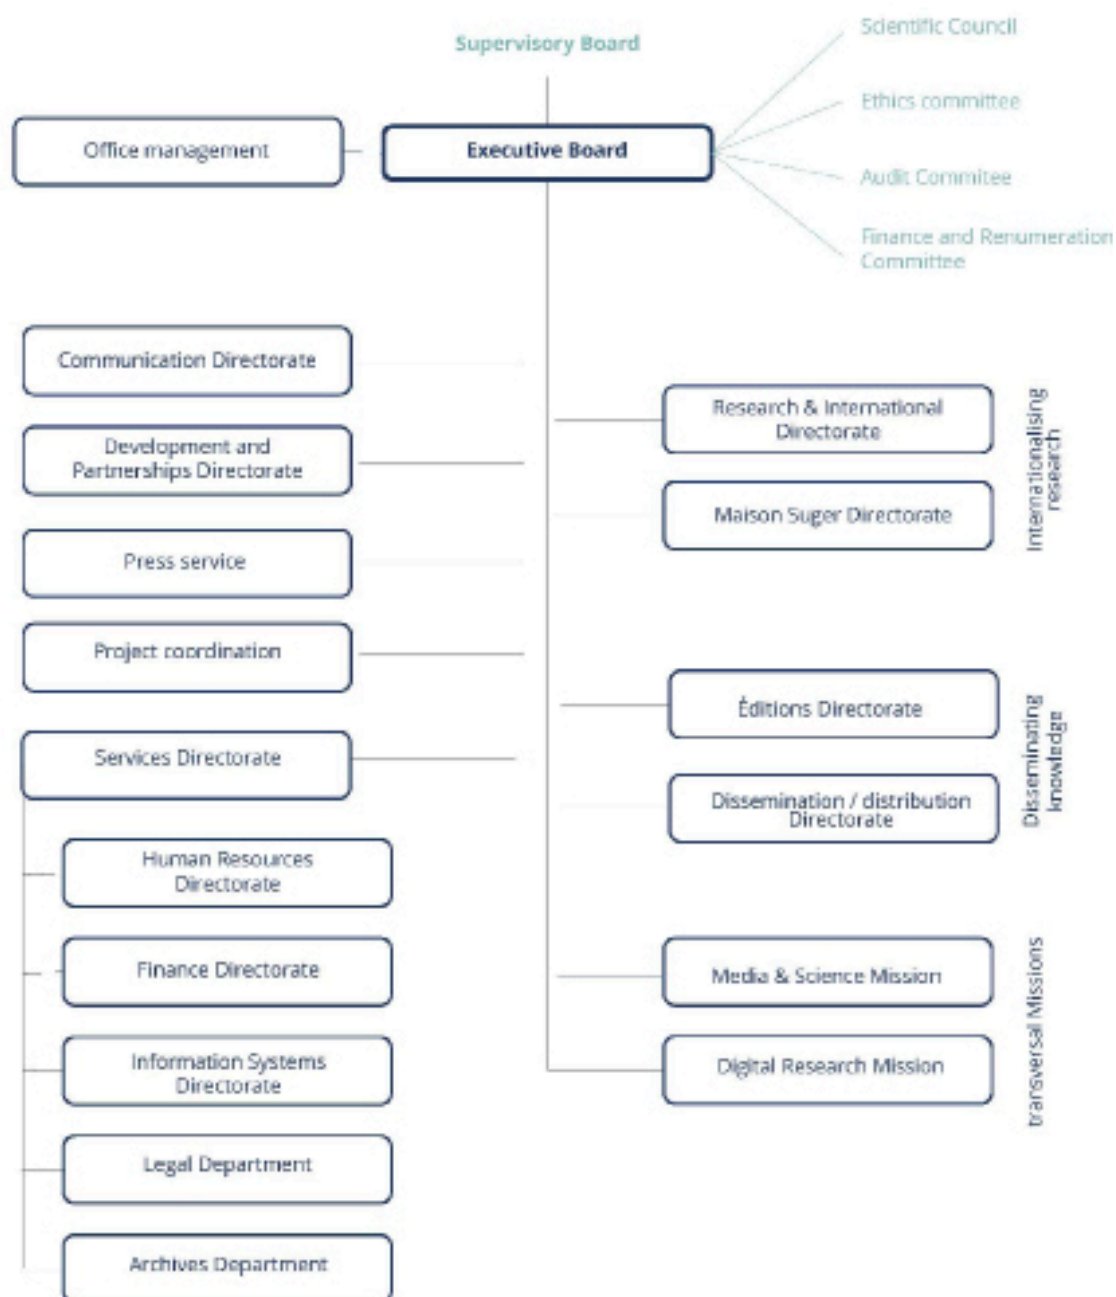 Supervisory Board
Scientific Council
Ethics committee
Audit Commitee
Finance and Renumeration
Committee
Office management
Executive Board
Communication Directorate
Development and
Partnerships Directorate
Press service
Project coordination
Services Directorate
Human Resources
Directorate
Finance Directorate
Information Systems
Directorate
Legal Department
Archives Department
Research & International
Directorate
Maison Suger Directorate
Internationalising
research
Éditions Directorate
Dissemination / distribution
Directorate
Disseminating
knowledge
Media & Science Mission
Digital Research Mission
transversal Missions